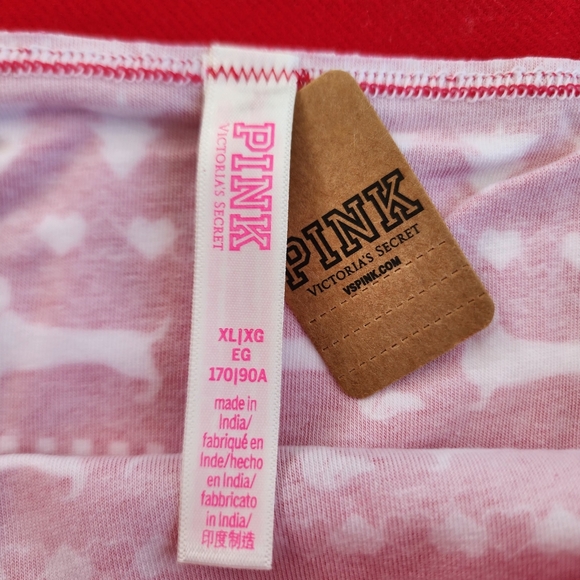 PINK
VICTORIA'S SECRET
XL|XG
EG
170|90A
made in
India/
fabriqué en
Inde/hecho
en India/
fabbricato
in India/
印度制造
PINK
VICTORIA'S SECRET
VSPINK.COM